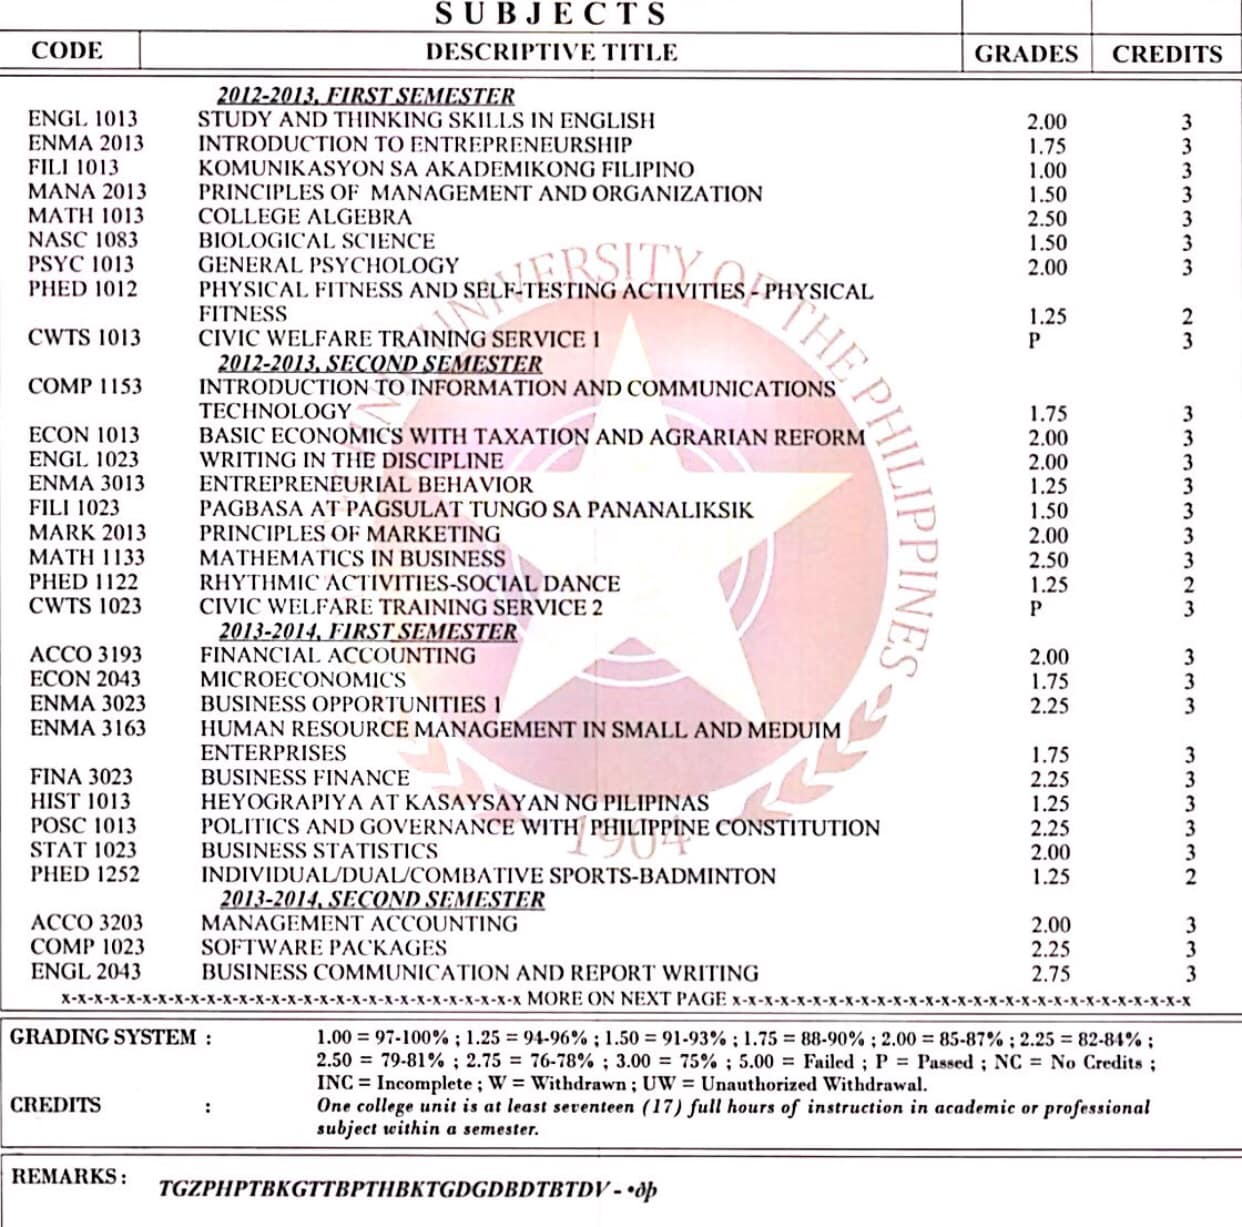 SUBJECTS
CODE DESCRIPTIVE TITLE GRADES CREDITS
2012-2013, FIRST SEMESTER
ENGL 1013 STUDY AND THINKING SKILLS IN ENGLISH 2.00 3
ENMA 2013 INTRODUCTION TO ENTREPRENEURSHIP 1.75 3
FILI 1013 KOMUNIKASYON SA AKADEMIKONG FILIPINO 1.00 3
MANA 2013 PRINCIPLES OF MANAGEMENT AND ORGANIZATION 1.50 3
MATH 1013 COLLEGE ALGEBRA 2.50 3
NASC 1083 BIOLOGICAL SCIENCE 1.50 3
PSYC 1013 GENERAL PSYCHOLOGY 2.00 3
PHED 1012 PHYSICAL FITNESS AND SELF-TESTING ACTIVITIES - PHYSICAL
FITNESS 1.25 2
CWTS 1013 CIVIC WELFARE TRAINING SERVICE 1 P 3
2012-2013, SECOND SEMESTER
COMP 1153 INTRODUCTION TO INFORMATION AND COMMUNICATIONS
TECHNOLOGY 1.75 3
ECON 1013 BASIC ECONOMICS WITH TAXATION AND AGRARIAN REFORM 2.00 3
ENGL 1023 WRITING IN THE DISCIPLINE 2.00 3
ENMA 3013 ENTREPRENEURIAL BEHAVIOR 1.25 3
FILI 1023 PAGBASA AT PAGSULAT TUNGO SA PANANALIKSIK 1.50 3
MARK 2013 PRINCIPLES OF MARKETING 2.00 3
MATH 1133 MATHEMATICS IN BUSINESS 2.50 3
PHED 1122 RHYTHMIC ACTIVITIES-SOCIAL DANCE 1.25 2
CWTS 1023 CIVIC WELFARE TRAINING SERVICE 2 P 3
2013-2014, FIRST SEMESTER
ACCO 3193 FINANCIAL ACCOUNTING 2.00 3
ECON 2043 MICROECONOMICS 1.75 3
ENMA 3023 BUSINESS OPPORTUNITIES 1 2.25 3
ENMA 3163 HUMAN RESOURCE MANAGEMENT IN SMALL AND MEDUIM
ENTERPRISES 1.75 3
FINA 3023 BUSINESS FINANCE 2.25 3
HIST 1013 HEYOGRAPIYA AT KASAYSAYAN NG PILIPINAS 1.25 3
POSC 1013 POLITICS AND GOVERNANCE WITH PHILIPPINE CONSTITUTION 2.25 3
STAT 1023 BUSINESS STATISTICS 2.00 3
PHED 1252 INDIVIDUAL/DUAL/COMBATIVE SPORTS-BADMINTON 1.25 2
2013-2014, SECOND SEMESTER
ACCO 3203 MANAGEMENT ACCOUNTING 2.00 3
COMP 1023 SOFTWARE PACKAGES 2.25 3
ENGL 2043 BUSINESS COMMUNICATION AND REPORT WRITING 2.75 3
x-x-x-x-x-x-x-x-x-x-x-x-x-x-x-x-x-x-x-x-x-x-x-x-x-x-x-x-x-x MORE ON NEXT PAGE x-x-x-x-x-x-x-x-x-x-x-x-x-x-x-x-x-x-x-x-x-x-x-x-x-x-x-x-x-x
UNIVERSITY OF THE PHILIPPINES
1904
GRADING SYSTEM : 1.00 = 97-100% ; 1.25 = 94-96% ; 1.50 = 91-93% ; 1.75 = 88-90% ; 2.00 = 85-87% ; 2.25 = 82-84% ;
2.50 = 79-81% ; 2.75 = 76-78% ; 3.00 = 75% ; 5.00 = Failed ; P = Passed ; NC = No Credits ;
INC = Incomplete ; W = Withdrawn ; UW = Unauthorized Withdrawal.
CREDITS : One college unit is at least seventeen (17) full hours of instruction in academic or professional
subject within a semester.
REMARKS : TGZPHPTBKGTTBPTHBKTGDGDBDTBTDV - •∂p